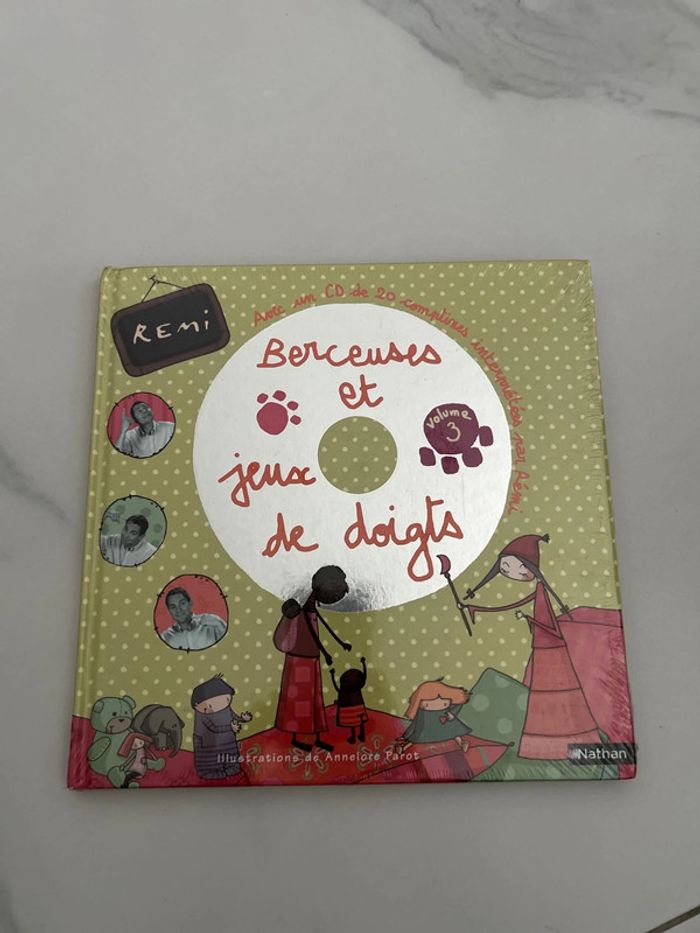 REMI
Avec un CD de 20 comptines interprétées par Rémi.
Berceuses
et
Volume
3
jeux
de doigts
Illustrations de Annelore Parot
Nathan